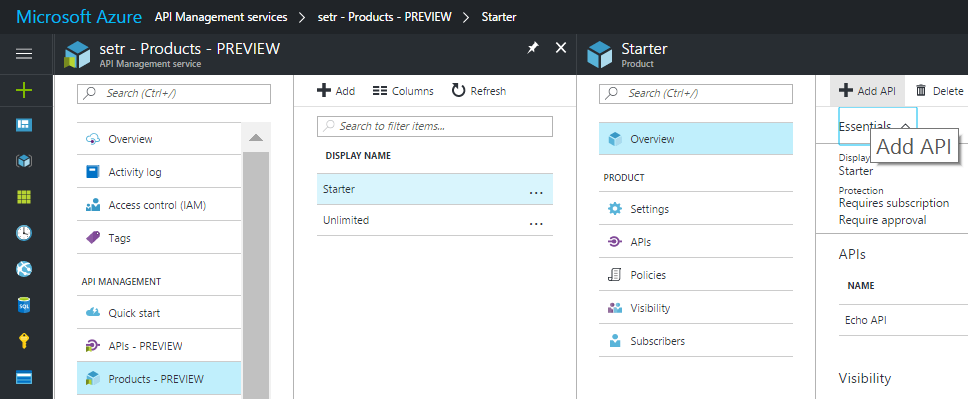 Microsoft Azure API Management services > setr - Products - PREVIEW > Starter
setr - Products - PREVIEW
API Management service
Search (Ctrl+/)
Overview
Activity log
Access control (IAM)
Tags
API MANAGEMENT
Quick start
APIs - PREVIEW
Products - PREVIEW
Add Columns Refresh
Search to filter items...
DISPLAY NAME
Starter ...
Unlimited ...
Starter
Product
Search (Ctrl+/)
Overview
PRODUCT
Settings
APIs
Policies
Visibility
Subscribers
Add API Delete
Essentials
Add API
Display
Starter
Protection
Requires subscription
Require approval
APIs
NAME
Echo API
Visibility
SQL